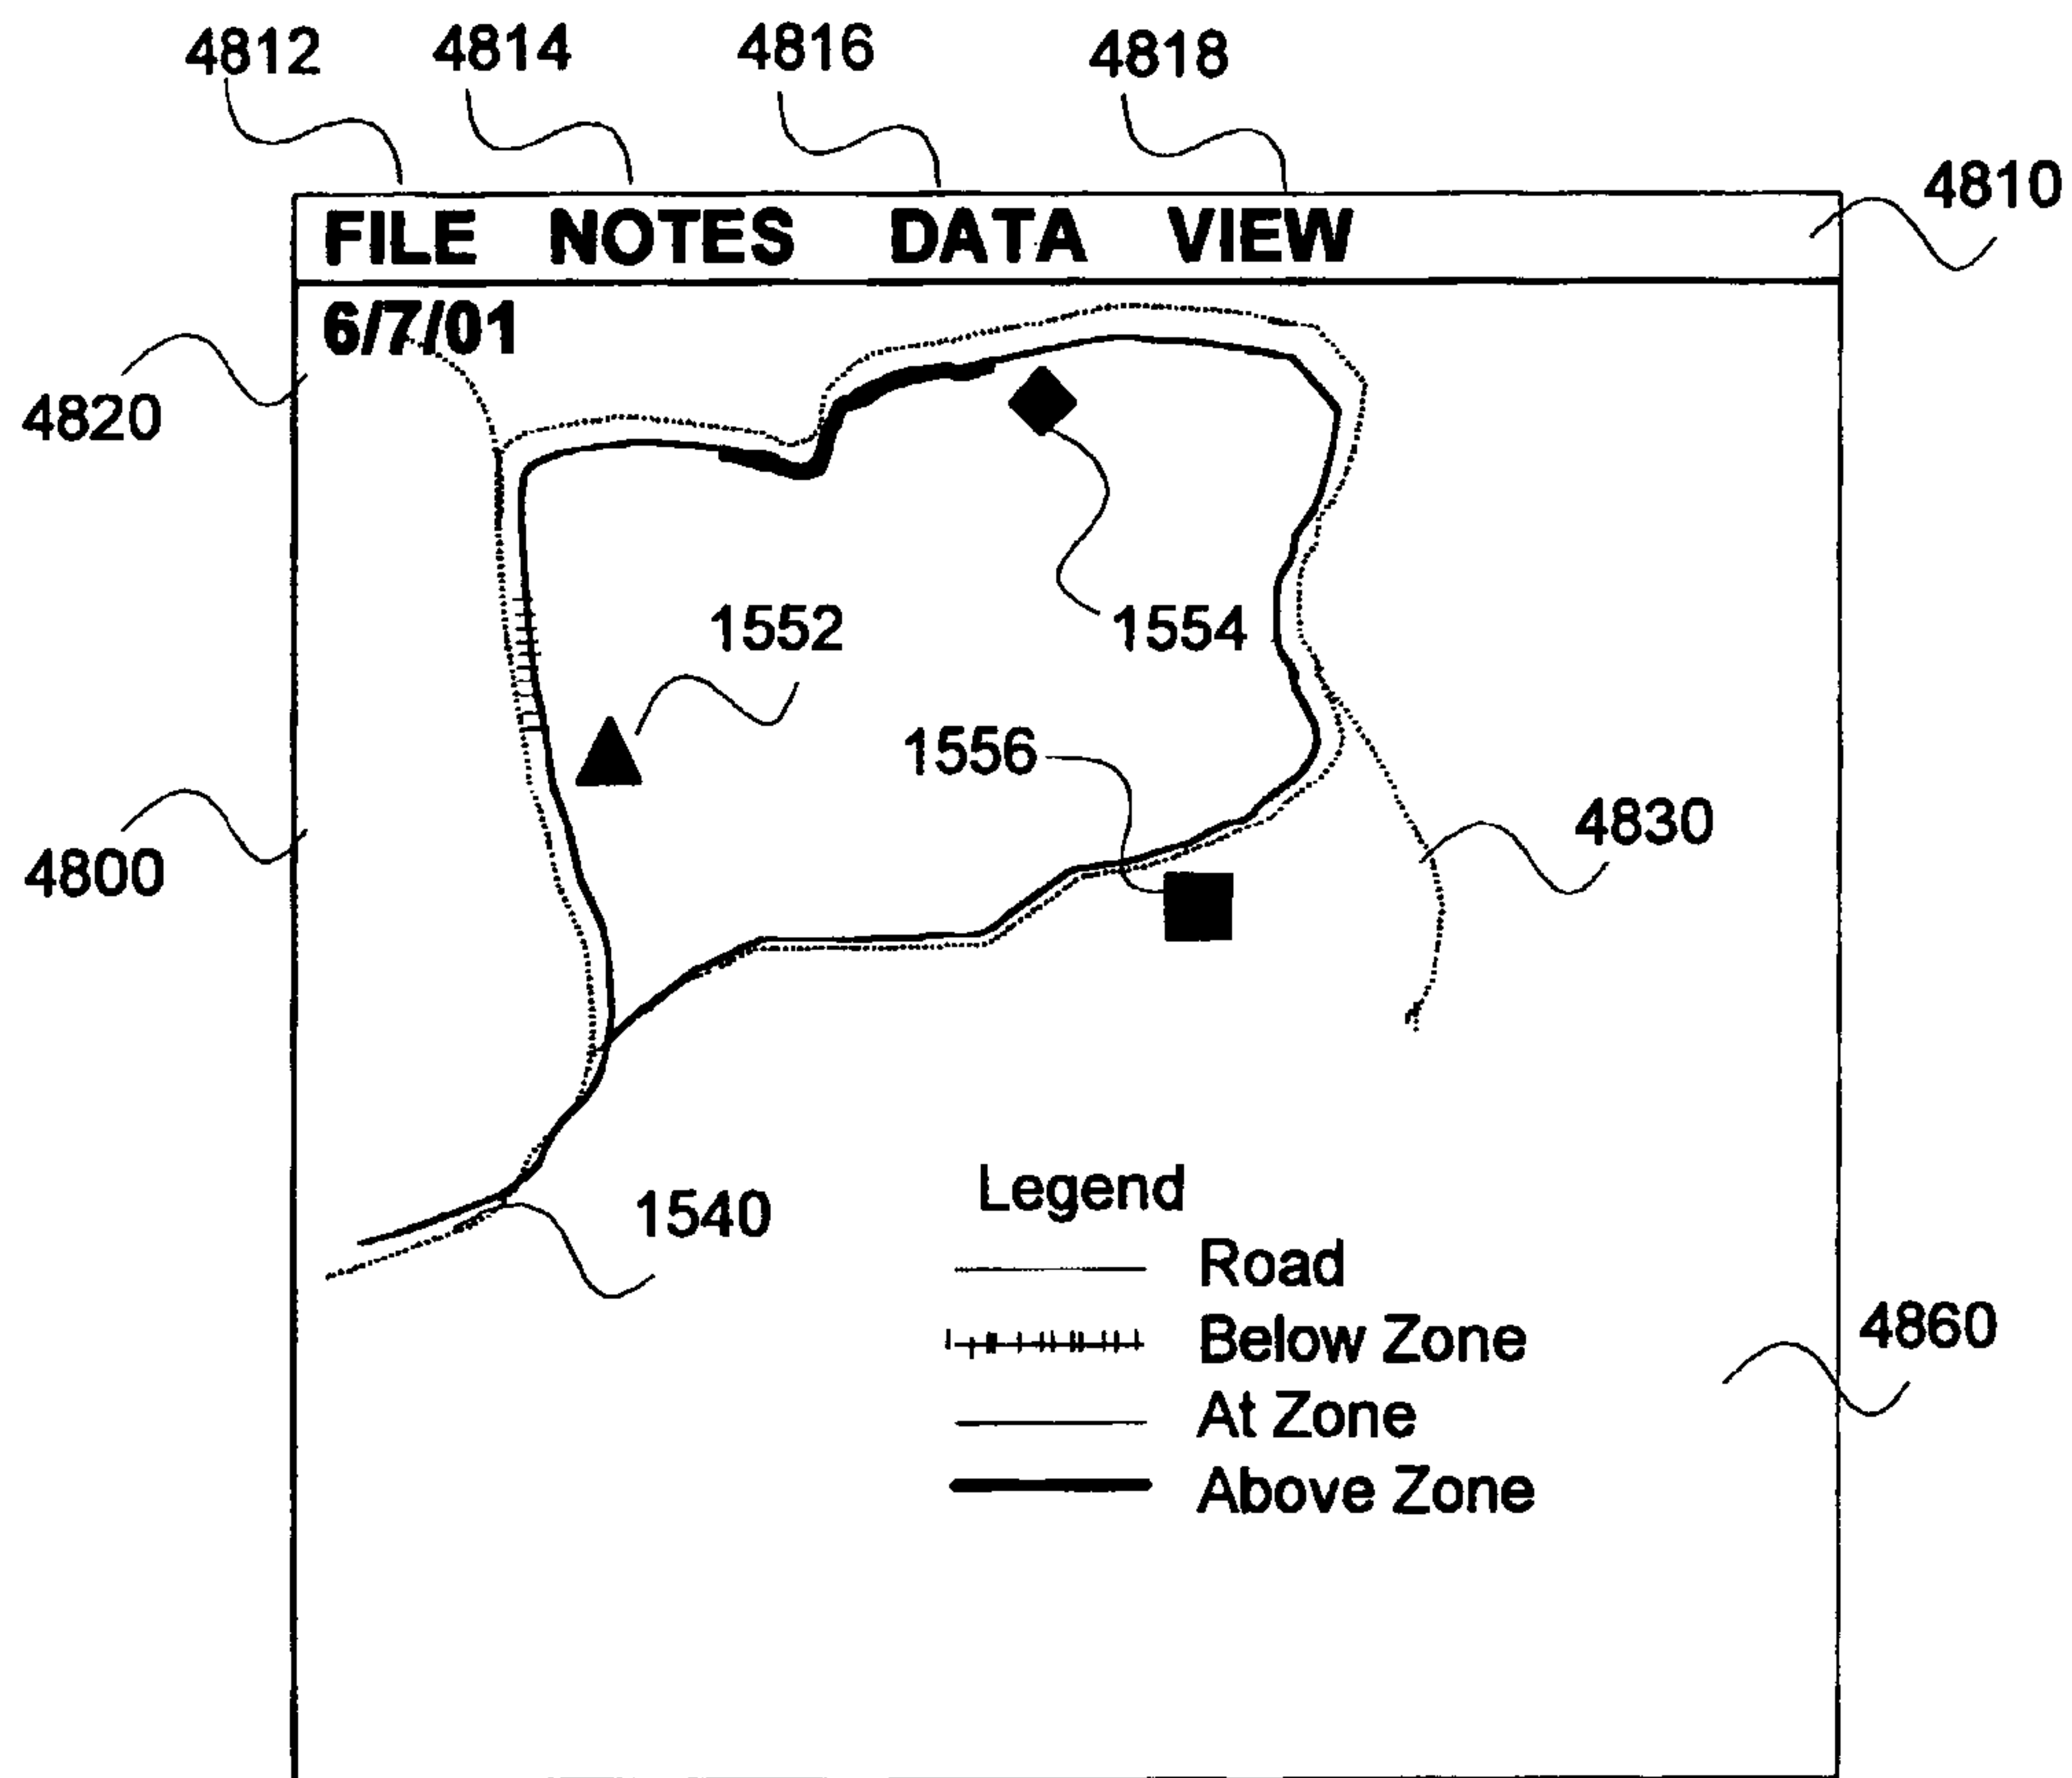 4812 4814 4816 4818
4810
FILE NOTES DATA VIEW
6/7/01
4820
1552
1554
1556
4830
4800
1540
Legend
Road
Below Zone
At Zone
Above Zone
4860